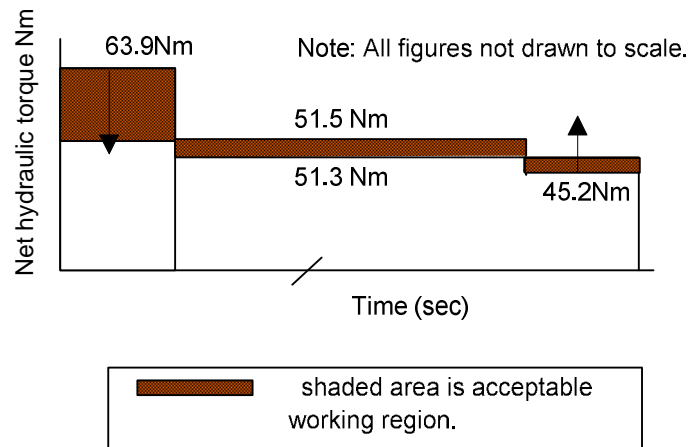 Net hydraulic torque Nm
63.9Nm
Note: All figures not drawn to scale.
51.5 Nm
51.3 Nm
45.2Nm
Time (sec)
shaded area is acceptable
working region.